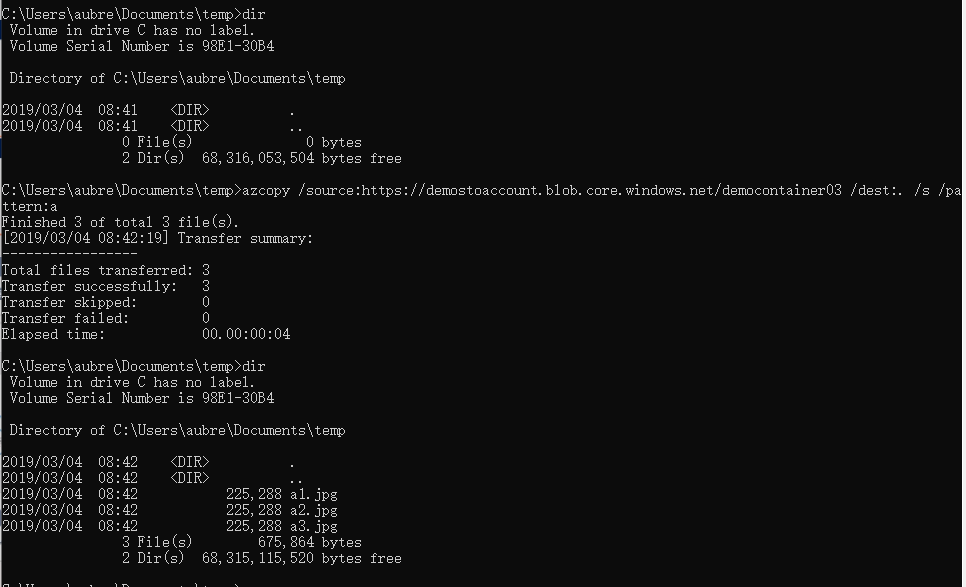 C:\Users\aubre\Documents\temp>dir
 Volume in drive C has no label.
 Volume Serial Number is 98E1-30B4
 Directory of C:\Users\aubre\Documents\temp
2019/03/04  08:41    <DIR>          .
2019/03/04  08:41    <DIR>          ..
               0 File(s)              0 bytes
               2 Dir(s)  68,316,053,504 bytes free
C:\Users\aubre\Documents\temp>azcopy /source:https://demostoaccount.blob.core.windows.net/democontainer03 /dest:. /s /pa
ttern:a
Finished 3 of total 3 file(s).
[2019/03/04 08:42:19] Transfer summary:
-----------------
Total files transferred: 3
Transfer successfully:   3
Transfer skipped:        0
Transfer failed:         0
Elapsed time:            00.00:00:04
C:\Users\aubre\Documents\temp>dir
 Volume in drive C has no label.
 Volume Serial Number is 98E1-30B4
 Directory of C:\Users\aubre\Documents\temp
2019/03/04  08:42    <DIR>          .
2019/03/04  08:42    <DIR>          ..
2019/03/04  08:42           225,288 a1.jpg
2019/03/04  08:42           225,288 a2.jpg
2019/03/04  08:42           225,288 a3.jpg
               3 File(s)        675,864 bytes
               2 Dir(s)  68,315,115,520 bytes free